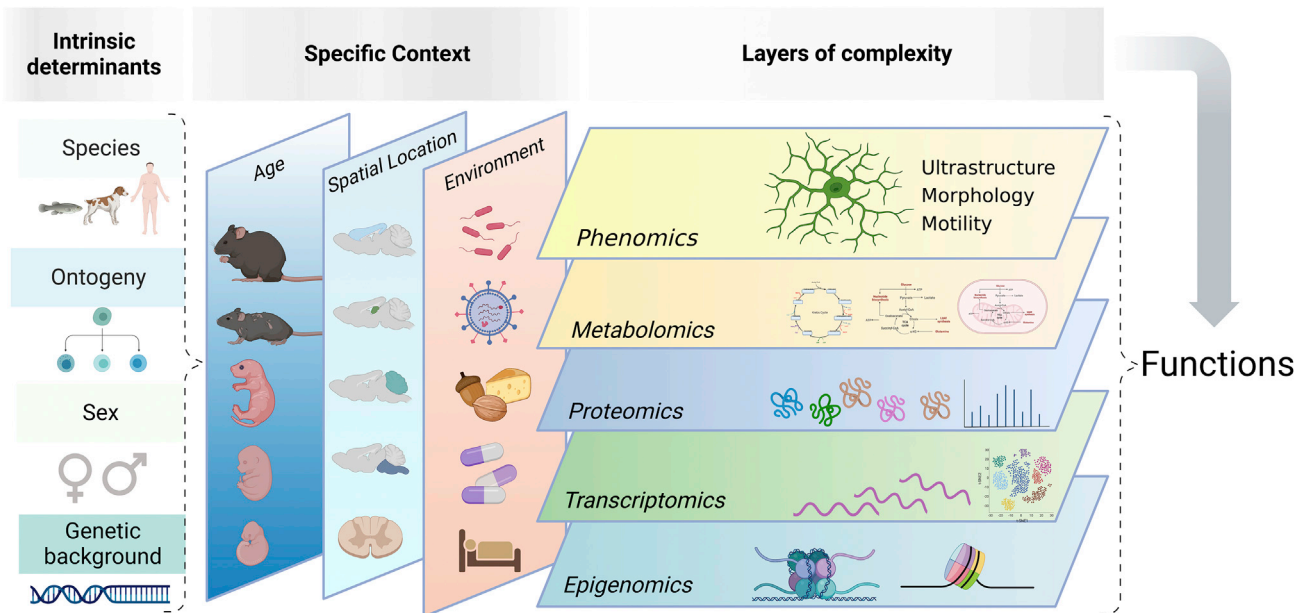 Intrinsic
determinants
Specific Context
Layers of complexity
Species
Ontogeny
Sex
Genetic
background
Age
Spatial Location
Environment
Ultrastructure
Morphology
Motility
Phenomics
Metabolomics
Proteomics
Transcriptomics
Epigenomics
Functions